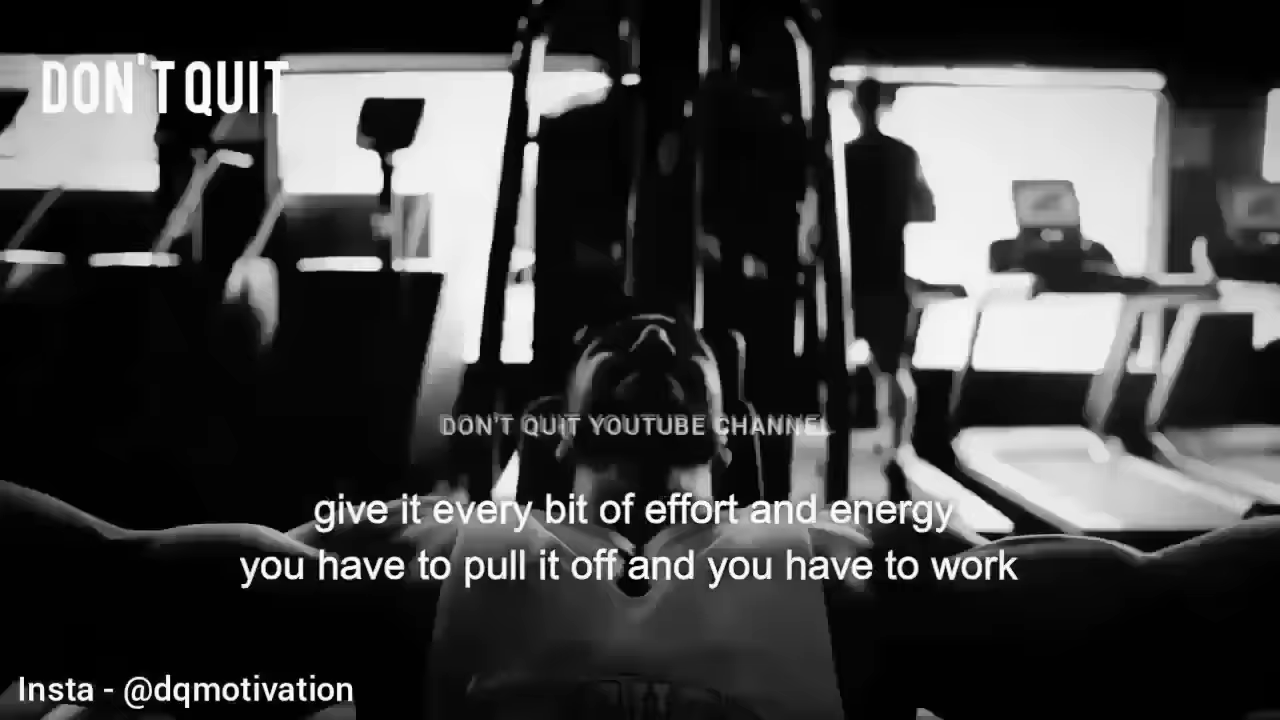 DON'T QUIT
DON'T QUIT YOUTUBE CHANNEL
give it every bit of effort and energy
you have to pull it off and you have to work
Insta - @dqmotivation